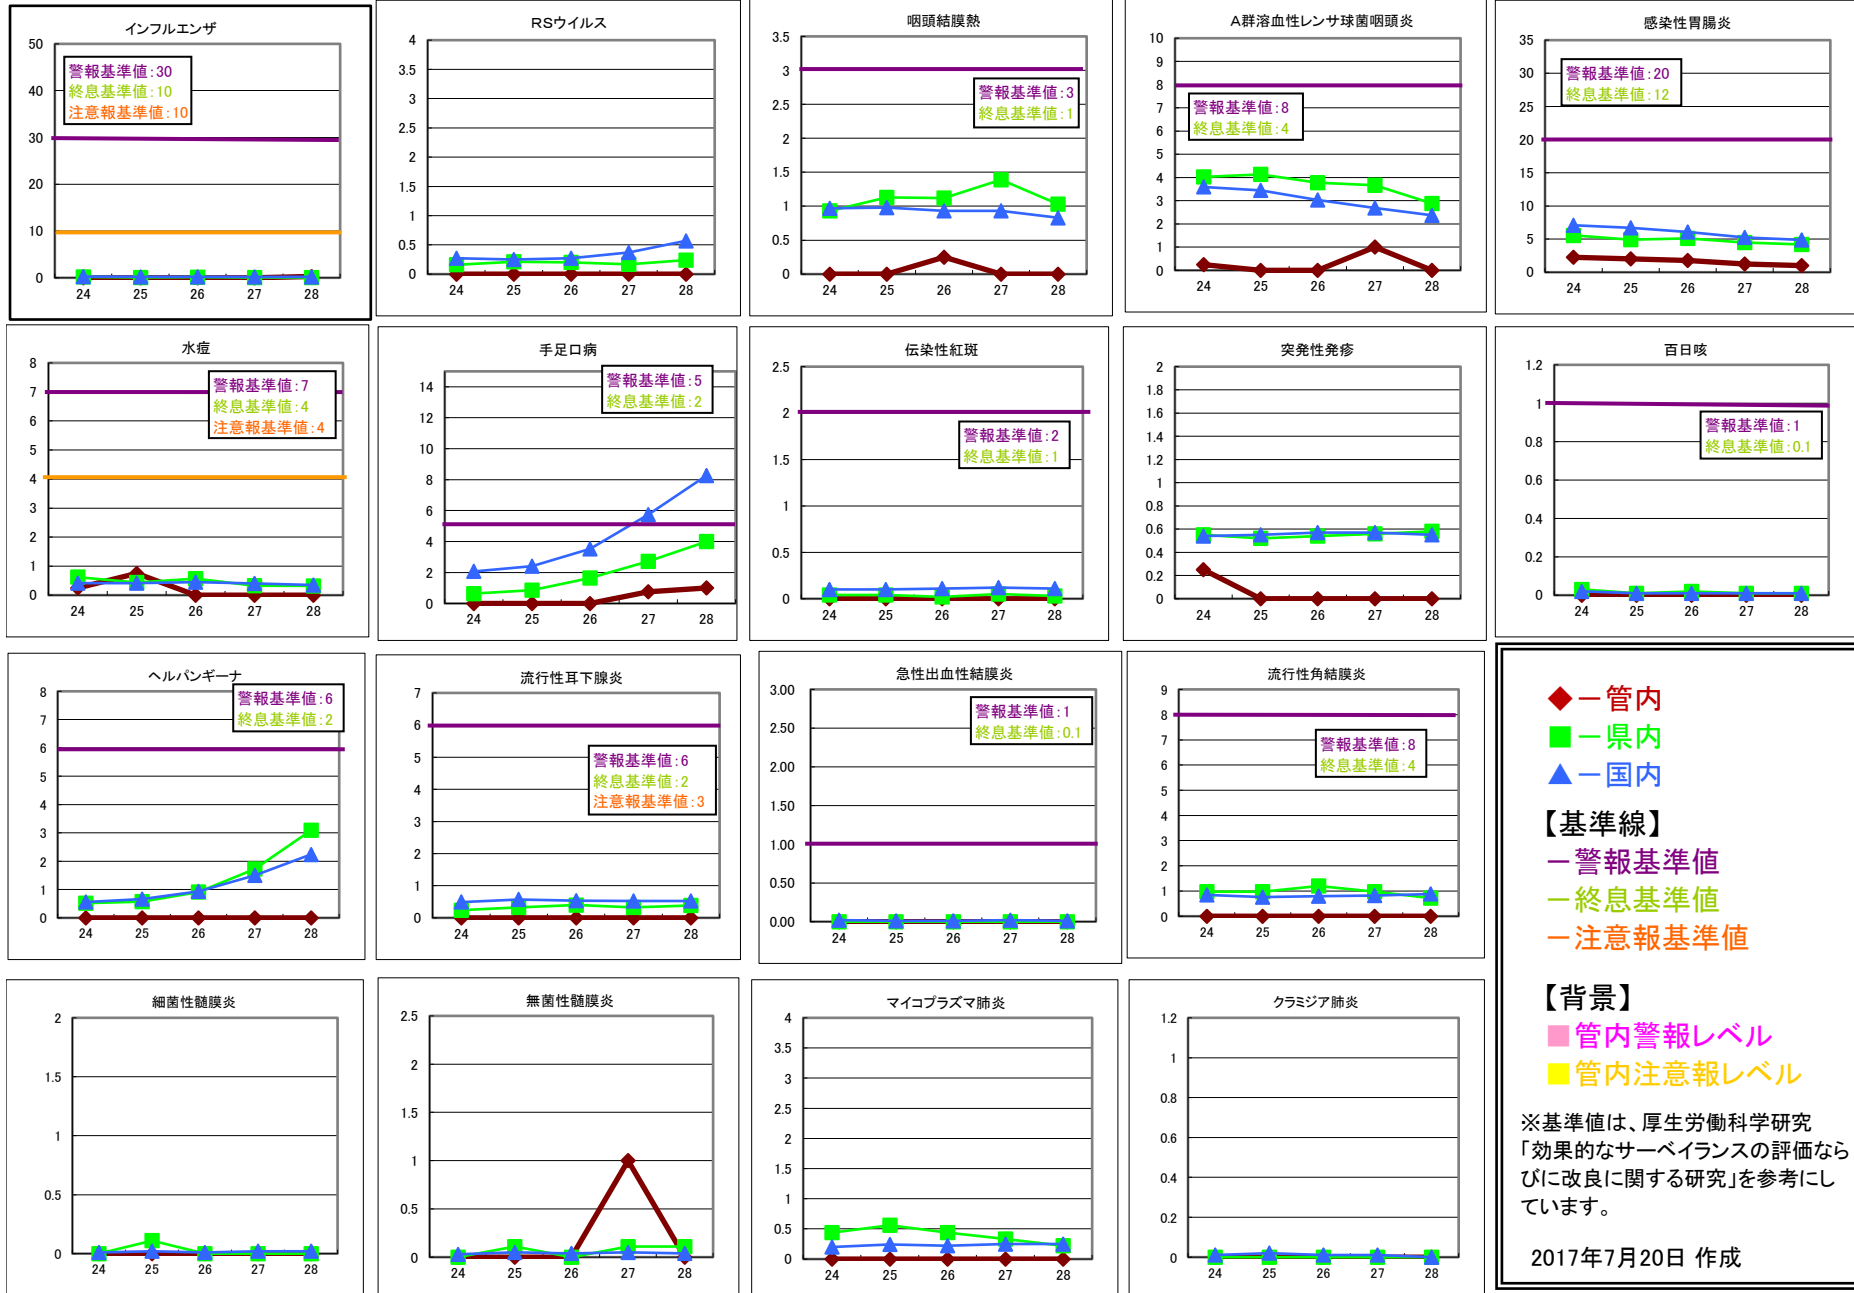 インフルエンザ
50
40
30
20
10
0
警報基準値:30
終息基準値:10
注意報基準値:10
24 25 26 27 28
RSウイルス
4
3.5
3
2.5
2
1.5
1
0.5
0
24 25 26 27 28
咽頭結膜熱
3.5
3
2.5
2
1.5
1
0.5
0
警報基準値:3
終息基準値:1
24 25 26 27 28
A群溶血性レンサ球菌咽頭炎
10
9
8
7
6
5
4
3
2
1
0
警報基準値:8
終息基準値:4
24 25 26 27 28
感染性胃腸炎
35
30
25
20
15
10
5
0
警報基準値:20
終息基準値:12
24 25 26 27 28
水痘
8
7
6
5
4
3
2
1
0
警報基準値:7
終息基準値:4
注意報基準値:4
24 25 26 27 28
手足口病
14
12
10
8
6
4
2
0
警報基準値:5
終息基準値:2
24 25 26 27 28
伝染性紅斑
2.5
2
1.5
1
0.5
0
警報基準値:2
終息基準値:1
24 25 26 27 28
突発性発疹
2
1.8
1.6
1.4
1.2
1
0.8
0.6
0.4
0.2
0
24 25 26 27 28
百日咳
1.2
1
0.8
0.6
0.4
0.2
0
警報基準値:1
終息基準値:0.1
24 25 26 27 28
ヘルパンギーナ
8
7
6
5
4
3
2
1
0
警報基準値:6
終息基準値:2
24 25 26 27 28
流行性耳下腺炎
7
6
5
4
3
2
1
0
警報基準値:6
終息基準値:2
注意報基準値:3
24 25 26 27 28
急性出血性結膜炎
3.00
2.50
2.00
1.50
1.00
0.50
0.00
警報基準値:1
終息基準値:0.1
24 25 26 27 28
流行性角結膜炎
9
8
7
6
5
4
3
2
1
0
警報基準値:8
終息基準値:4
24 25 26 27 28
細菌性髄膜炎
2
1.5
1
0.5
0
24 25 26 27 28
無菌性髄膜炎
2.5
2
1.5
1
0.5
0
24 25 26 27 28
マイコプラズマ肺炎
4
3.5
3
2.5
2
1.5
1
0.5
0
24 25 26 27 28
クラミジア肺炎
1.2
1
0.8
0.6
0.4
0.2
0
24 25 26 27 28
◆－管内
■－県内
▲－国内
【基準線】
－警報基準値
－終息基準値
－注意報基準値
【背景】
■管内警報レベル
■管内注意報レベル
※基準値は、厚生労働科学研究
「効果的なサーベイランスの評価なら
びに改良に関する研究」を参考にし
ています。
2017年7月20日 作成